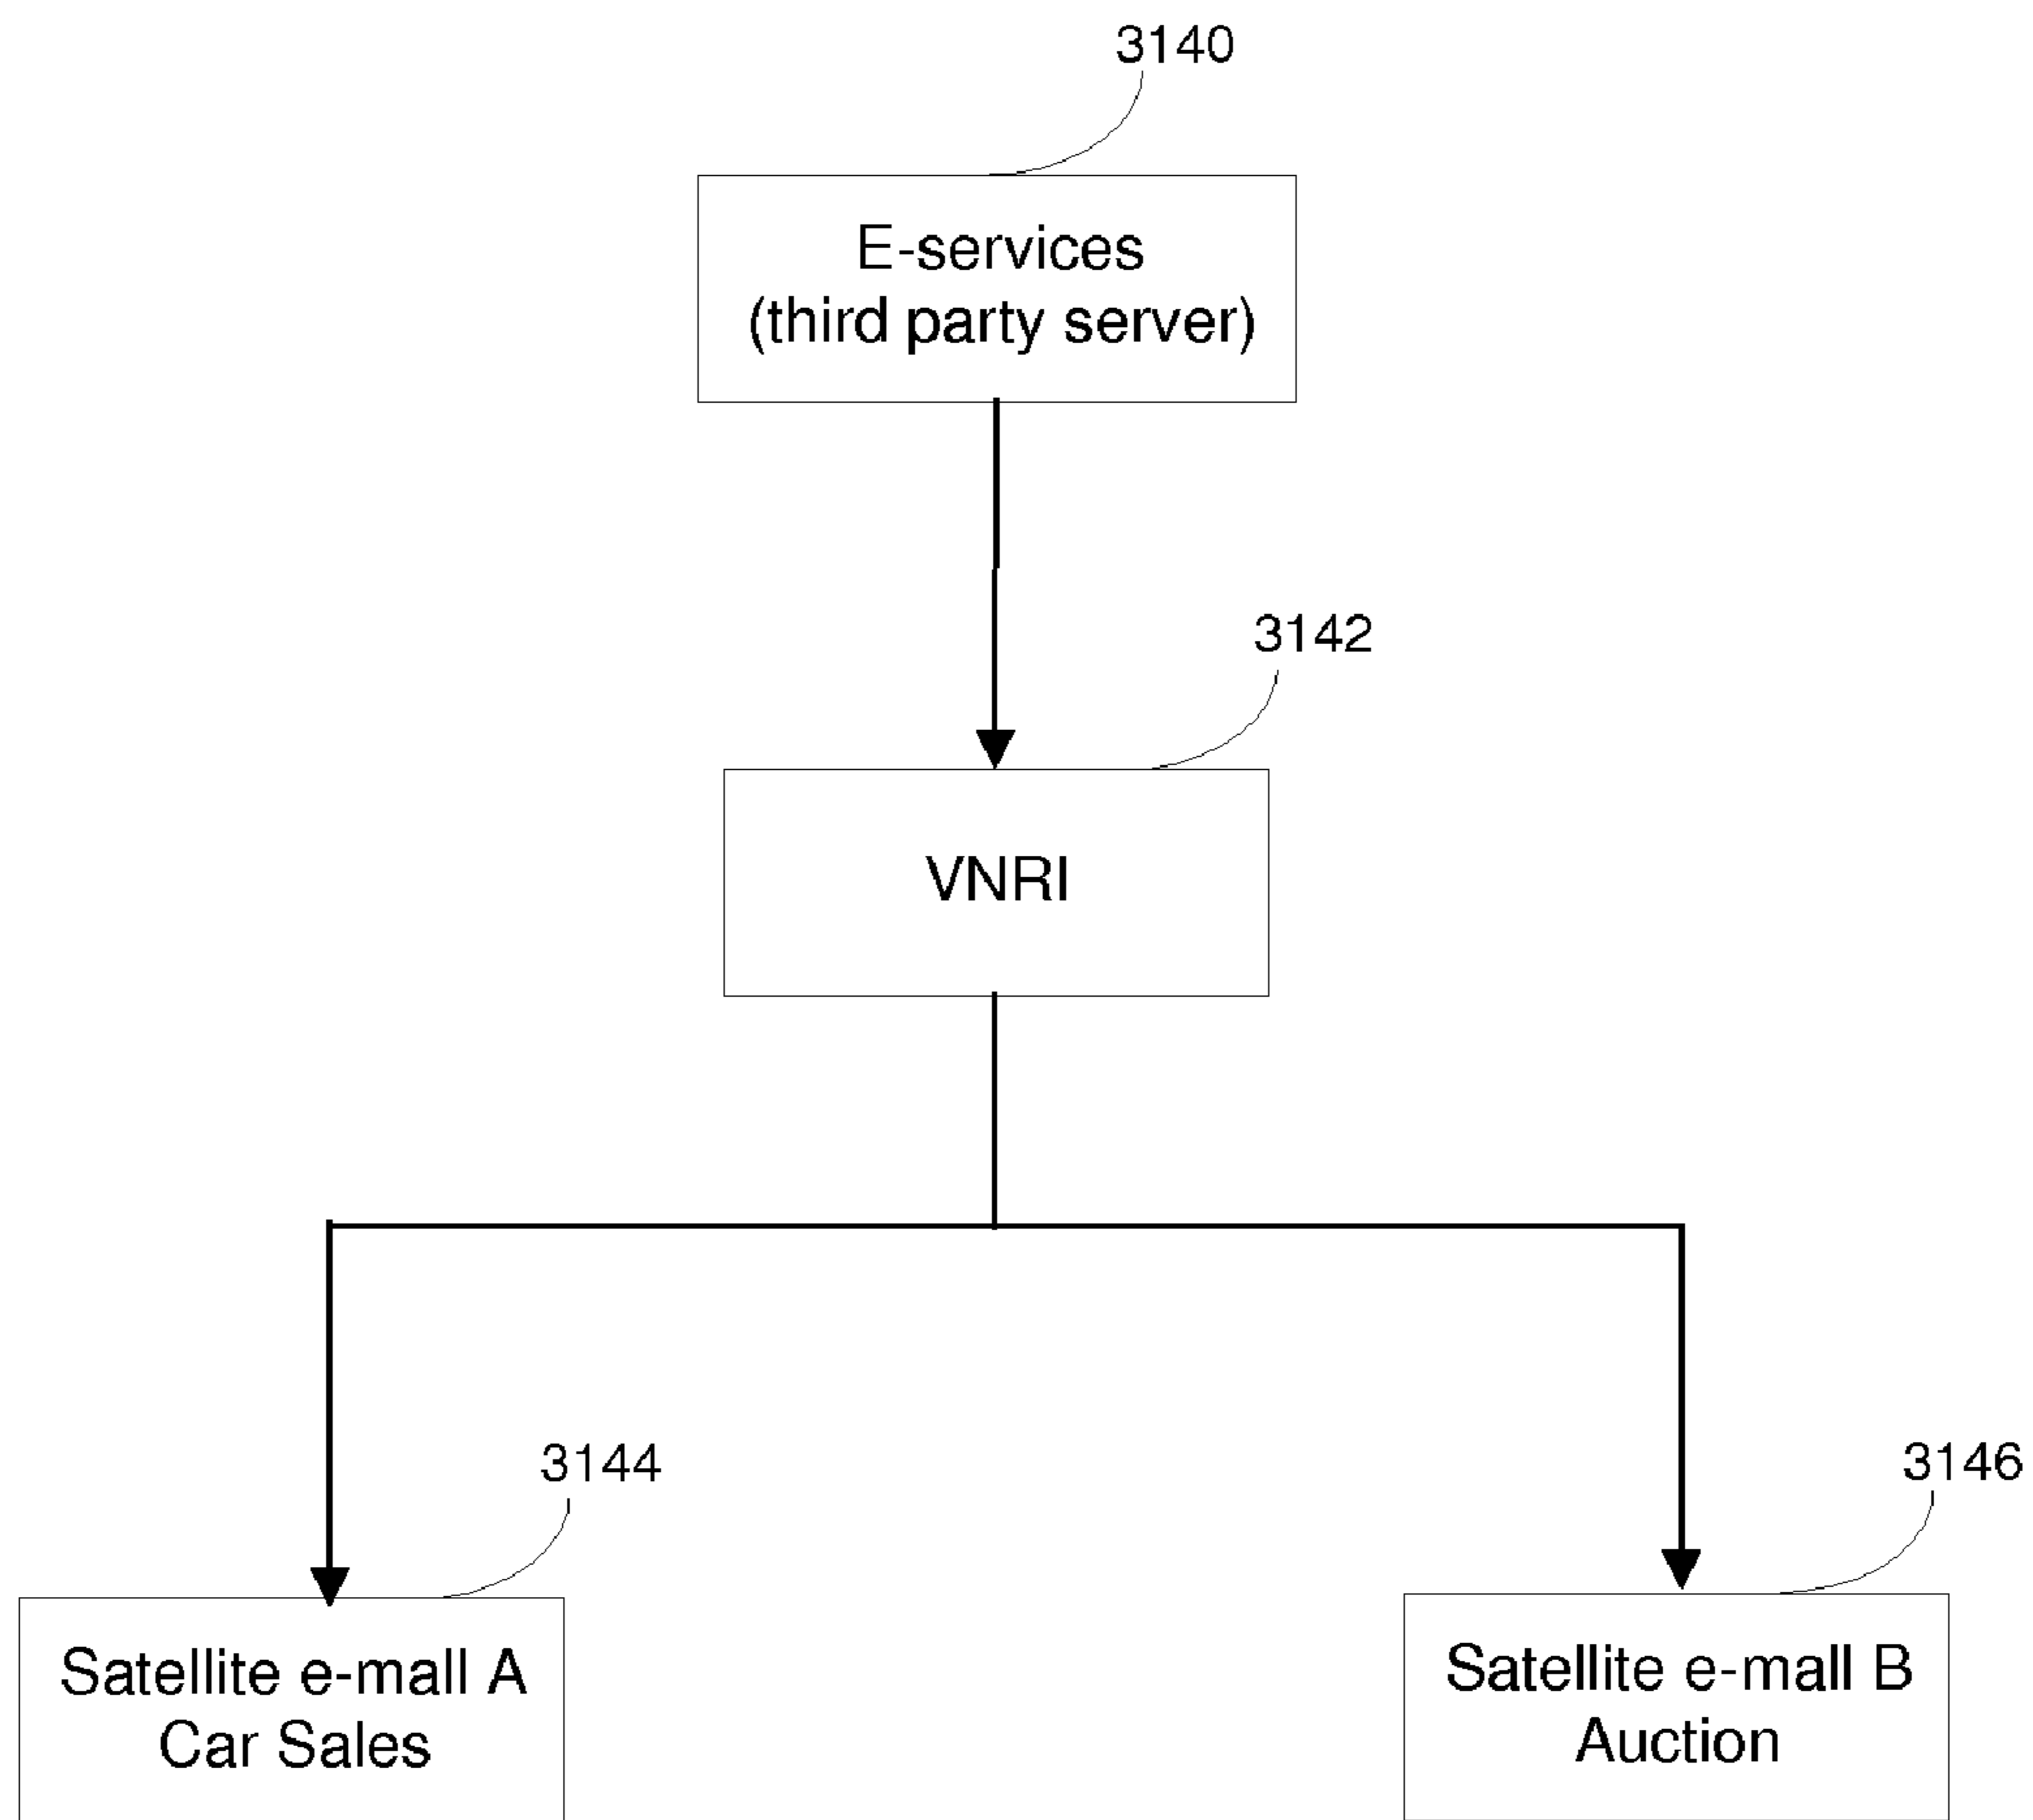 3140
E-services
(third party server)
3142
VNRI
3144
3146
Satellite e-mall A
Car Sales
Satellite e-mall B
Auction